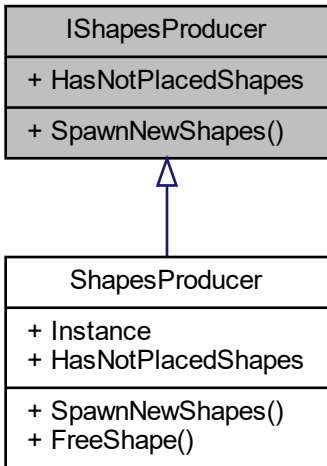 IShapesProducer
+ HasNotPlacedShapes
+ SpawnNewShapes()
ShapesProducer
+ Instance
+ HasNotPlacedShapes
+ SpawnNewShapes()
+ FreeShape()